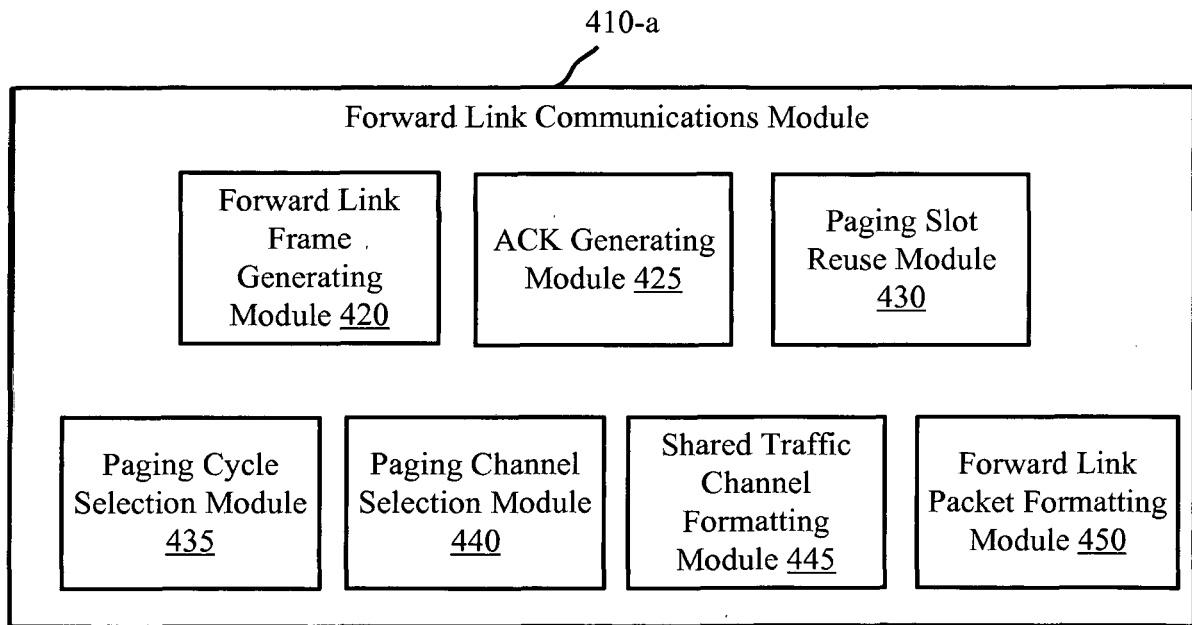 410-a
Forward Link Communications Module
Forward Link
Frame
Generating
Module 420
ACK Generating
Module 425
Paging Slot
Reuse Module
430
Paging Cycle
Selection Module
435
Paging Channel
Selection Module
440
Shared Traffic
Channel
Formatting
Module 445
Forward Link
Packet Formatting
Module 450